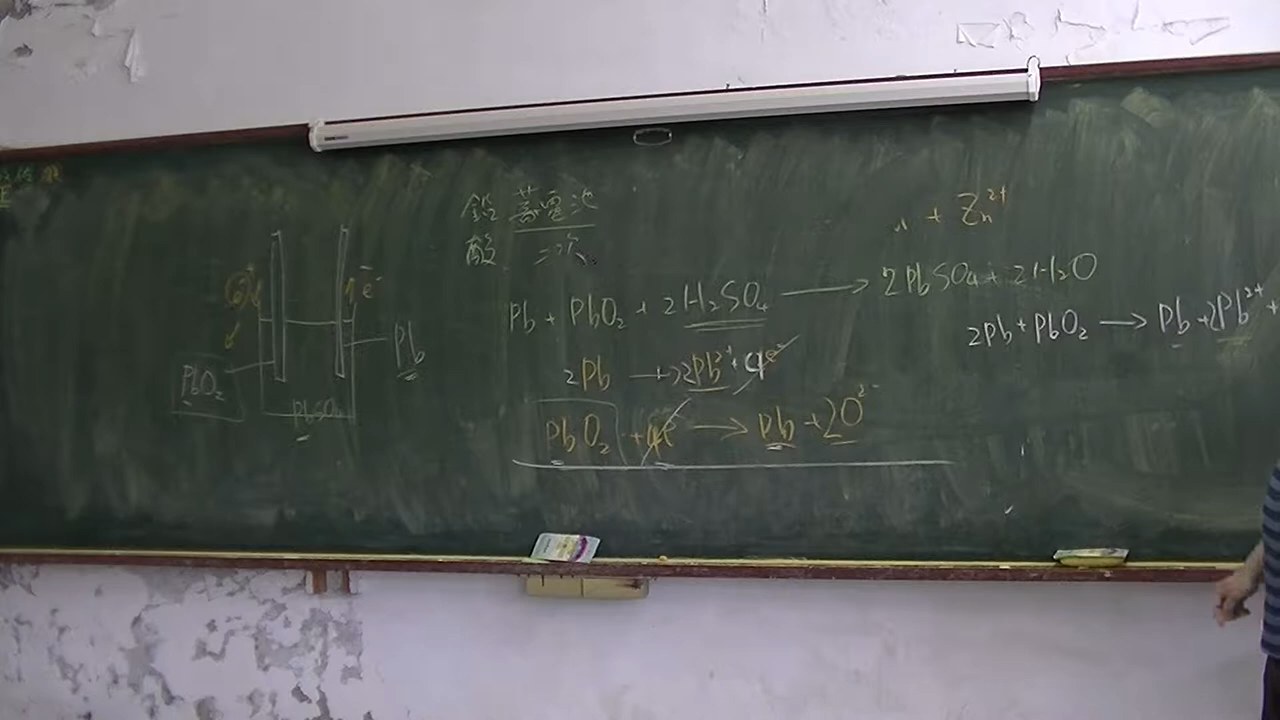 鉛蓄電池
酸 二次
+ Zn²⁺
Pb + PbO₂ + 2H₂SO₄ ⟶ 2PbSO₄ + 2H₂O
2Pb + PbO₂ ⟶ Pb + 2Pb²⁺ +
2Pb ⟶ 2Pb²⁺ + 4e⁻
PbO₂ + 4e⁻ ⟶ Pb + 2O²⁻
e⁻
Pb
PbO₂
PbSO₄